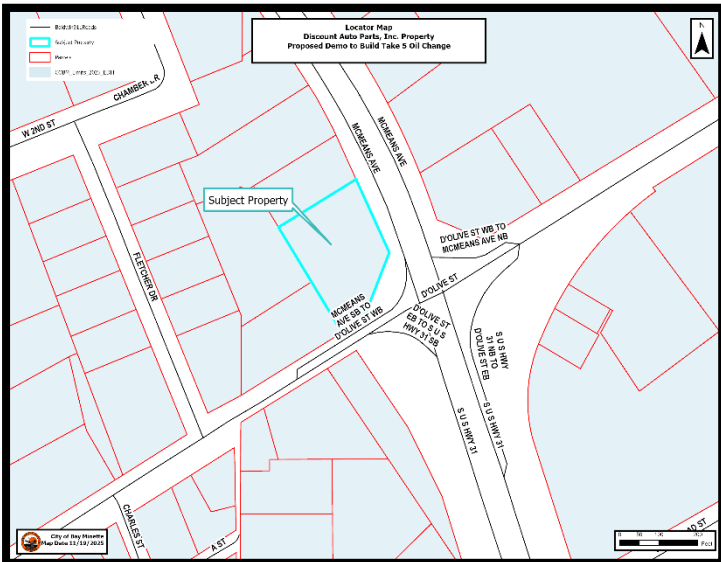 Locator Map
Discount Auto Parts, Inc. Property
Proposed Demo to Build Take 5 Oil Change
Subject Property
Parcels
N
CHAMBER DR
W 2ND ST
MCMEANS AVE
MCMEANS AVE
Subject Property
D'OLIVE ST WB TO
MCMEANS AVE NB
FLETCHER DR
D'OLIVE ST
MCMEANS
AVE SB TO
D'OLIVE ST WB
D'OLIVE ST
EB TO S U S
HWY 31 SB
S U S HWY
31 NB TO
D'OLIVE ST EB
S U S HWY 31
S U S HWY 31
CHARLES ST
A ST
City of Bay Minette
Map Date 11/19/2025
Feet